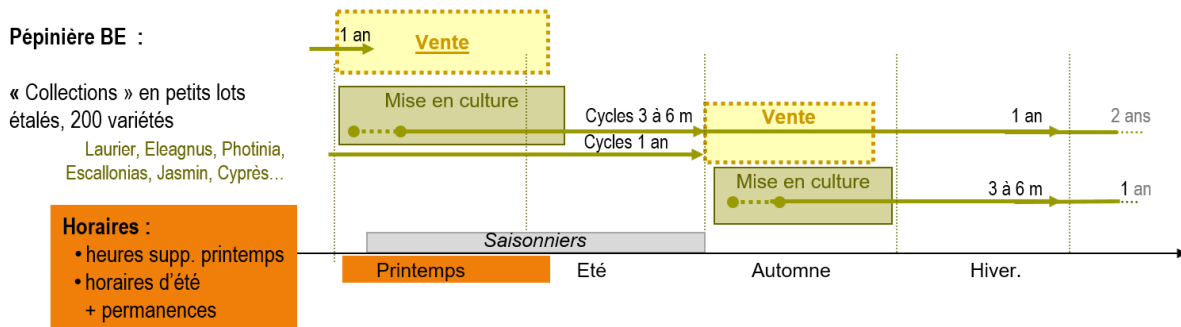 Pépinière BE :
1 an
Vente
« Collections » en petits lots
étalés, 200 variétés
Laurier, Eleagnus, Photinia,
Escallonias, Jasmin, Cyprès…
Mise en culture
Cycles 3 à 6 m
Vente
1 an
2 ans
Cycles 1 an
Mise en culture
3 à 6 m
1 an
Horaires :
• heures supp. printemps
• horaires d’été
+ permanences
Saisonniers
Printemps
Eté
Automne
Hiver.